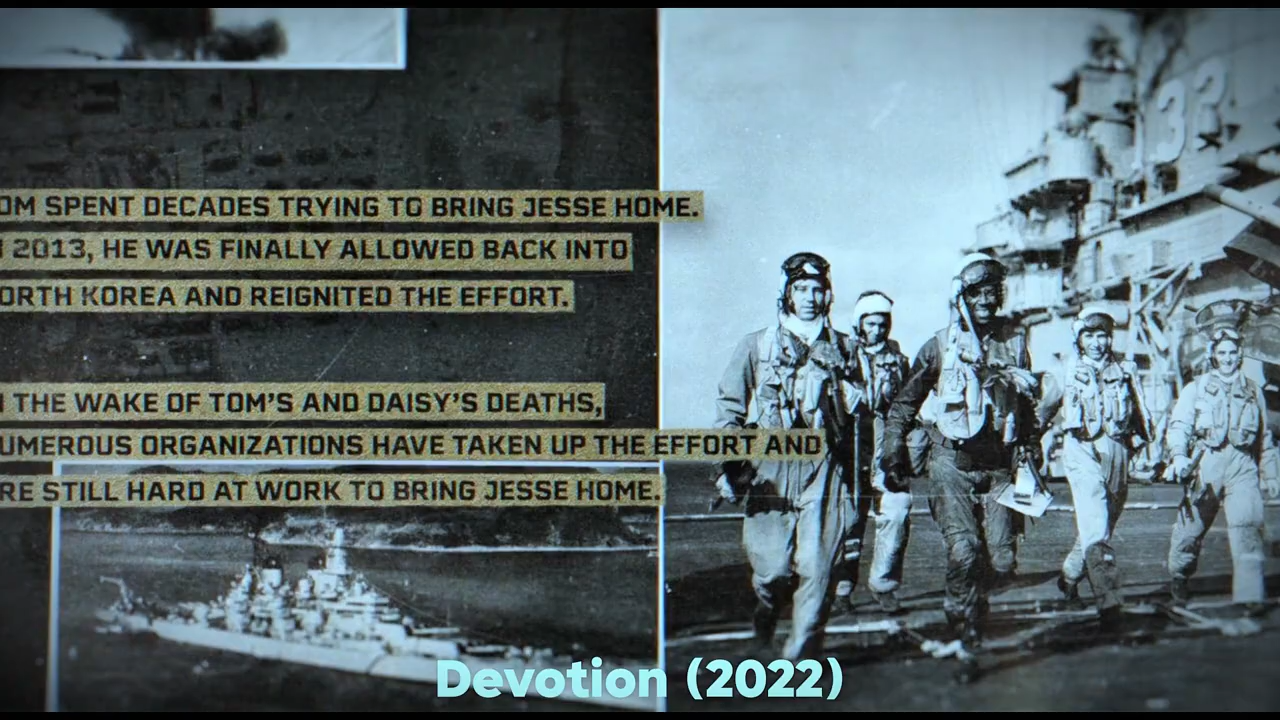 OM SPENT DECADES TRYING TO BRING JESSE HOME.
2013, HE WAS FINALLY ALLOWED BACK INTO
ORTH KOREA AND REIGNITED THE EFFORT.
THE WAKE OF TOM'S AND DAISY'S DEATHS,
UMEROUS ORGANIZATIONS HAVE TAKEN UP THE EFFORT AND
RE STILL HARD AT WORK TO BRING JESSE HOME.
32
Devotion (2022)